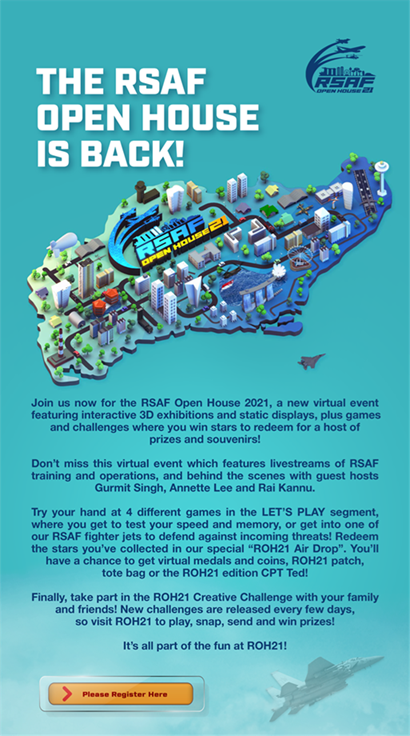 RSAF
OPEN HOUSE 21
THE RSAF
OPEN HOUSE
IS BACK!
RSAF
OPEN HOUSE 21
Join us now for the RSAF Open House 2021, a new virtual event
featuring interactive 3D exhibitions and static displays, plus games
and challenges where you win stars to redeem for a host of
prizes and souvenirs!
Don't miss this virtual event which features livestreams of RSAF
training and operations, and behind the scenes with guest hosts
Gurmit Singh, Annette Lee and Rai Kannu.
Try your hand at 4 different games in the LET'S PLAY segment,
where you get to test your speed and memory, or get into one of
our RSAF fighter jets to defend against incoming threats! Redeem
the stars you've collected in our special "ROH21 Air Drop". You'll
have a chance to get virtual medals and coins, ROH21 patch,
tote bag or the ROH21 edition CPT Ted!
Finally, take part in the ROH21 Creative Challenge with your family
and friends! New challenges are released every few days,
so visit ROH21 to play, snap, send and win prizes!
It's all part of the fun at ROH21!
Please Register Here